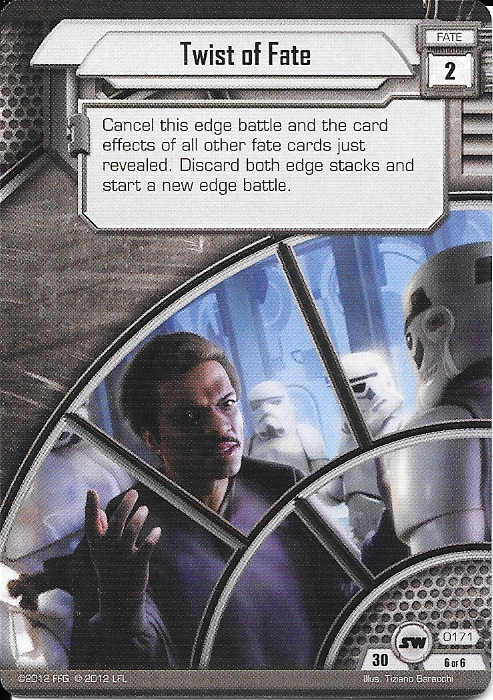 Twist of Fate
FATE
2
Cancel this edge battle and the card
effects of all other fate cards just
revealed. Discard both edge stacks and
start a new edge battle.
SW
0171
30
6 OF 6
©2012 FFG © 2012 LFL
Illus. Tiziano Baracchi